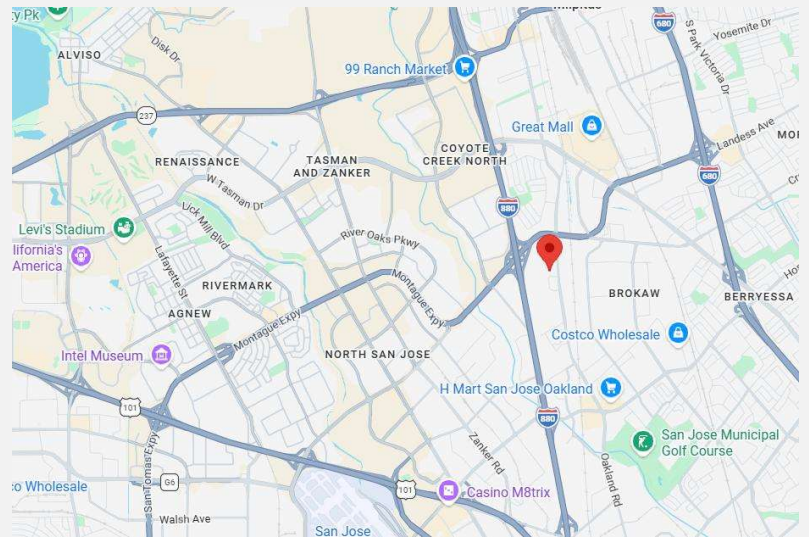 ty Pk
ALVISO
Disk Dr
99 Ranch Market
680
S Park Victoria Dr
Yosemite Dr
237
Great Mall
Landess Ave
RENAISSANCE
TASMAN
AND ZANKER
COYOTE
CREEK NORTH
680
W Tasman Dr
Lick Mill Blvd
880
Levi's Stadium
lifornia's
America
River Oaks Pkwy
Lafayette St
RIVERMARK
AGNEW
Montague Expy
Montague Expy
BROKAW
BERRYESSA
Costco Wholesale
Intel Museum
NORTH SAN JOSE
H Mart San Jose Oakland
101
880
San Jose Municipal
Golf Course
San Tomas Expy
Zanker Rd
Oakland Rd
G6
co Wholesale
101
Casino M8trix
Walsh Ave
San Jose